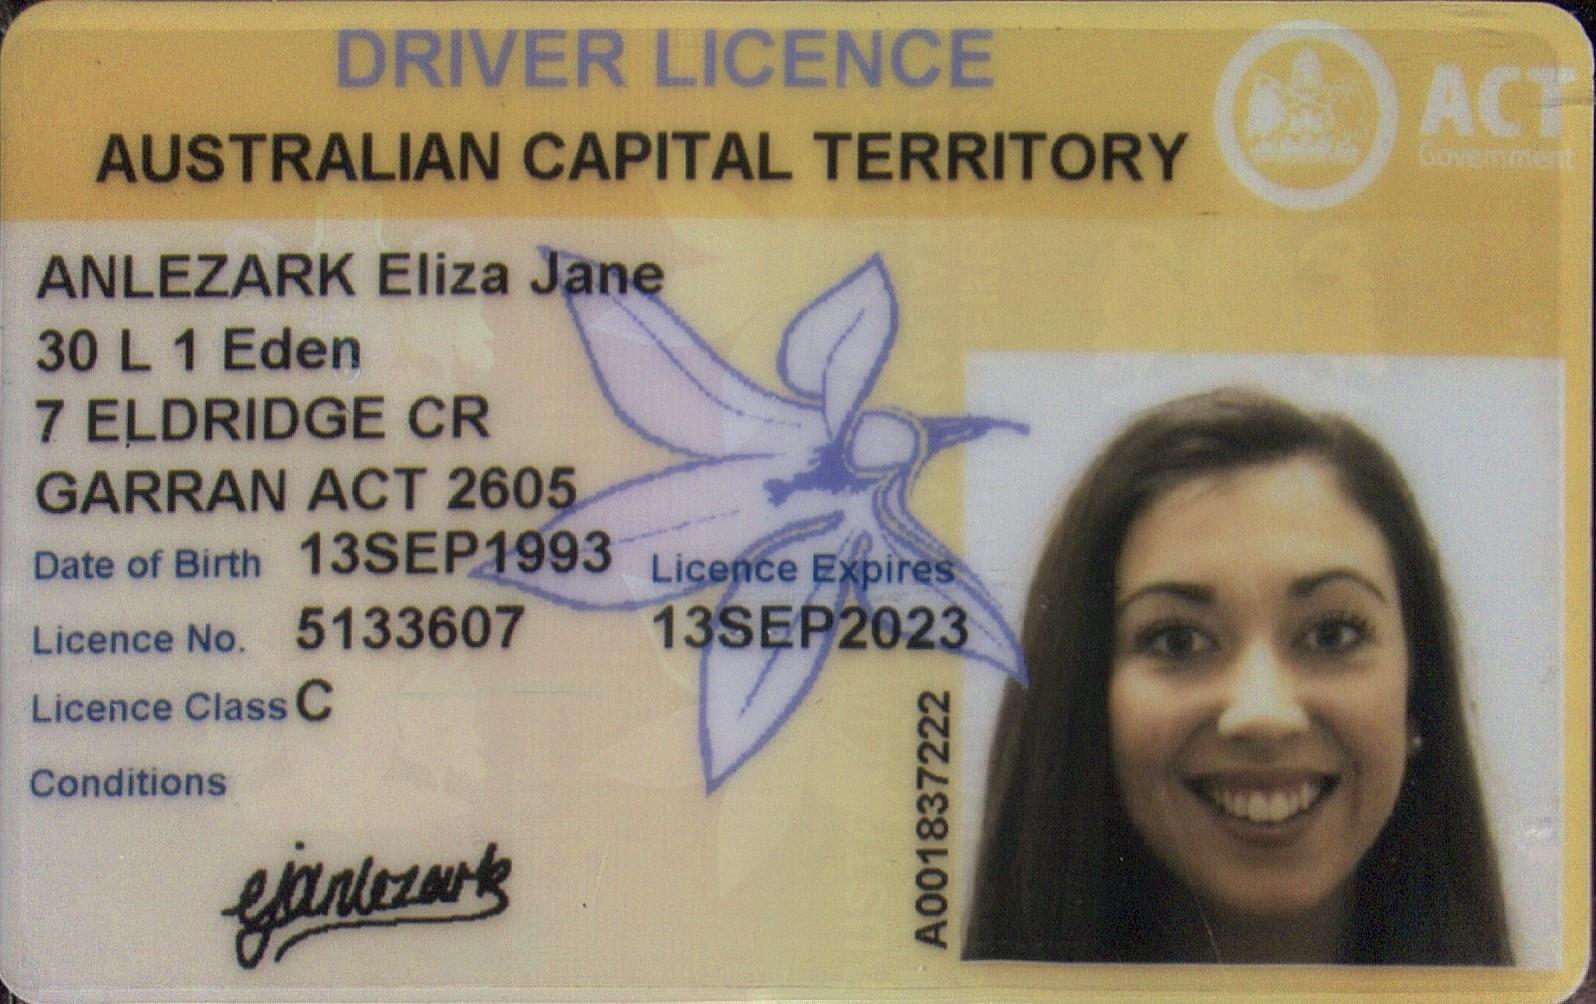 DRIVER LICENCE
AUSTRALIAN CAPITAL TERRITORY
ACT
Government
ANLEZARK Eliza Jane
30 L 1 Eden
7 ELDRIDGE CR
GARRAN ACT 2605
Date of Birth 13SEP1993
Licence Expires
Licence No. 5133607
13SEP2023
Licence Class C
Conditions
ejanlezark
A001837222